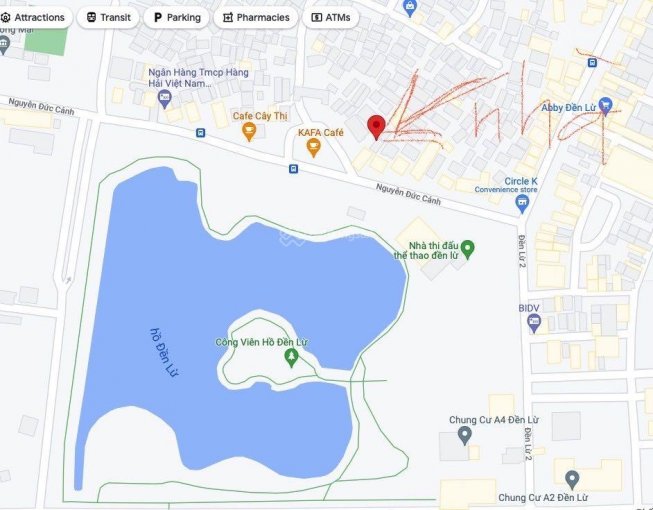 Attractions
Transit
Parking
Pharmacies
ATMs
Ngân Hàng Tmcp Hàng
Hải Việt Nam...
Nguyễn Đức Cảnh
Cafe Cây Thị
KAFA Café
Abby Đền Lừ
Circle K
Convenience store
Nguyễn Đức Cảnh
Đền Lừ 2
Nhà thi đấu
thể thao đền lừ
BIDV
hồ Đền Lừ
Công Viên Hồ Đền Lừ
Chung Cư A4 Đền Lừ
Đền Lừ 2
Chung Cư A2 Đền Lừ